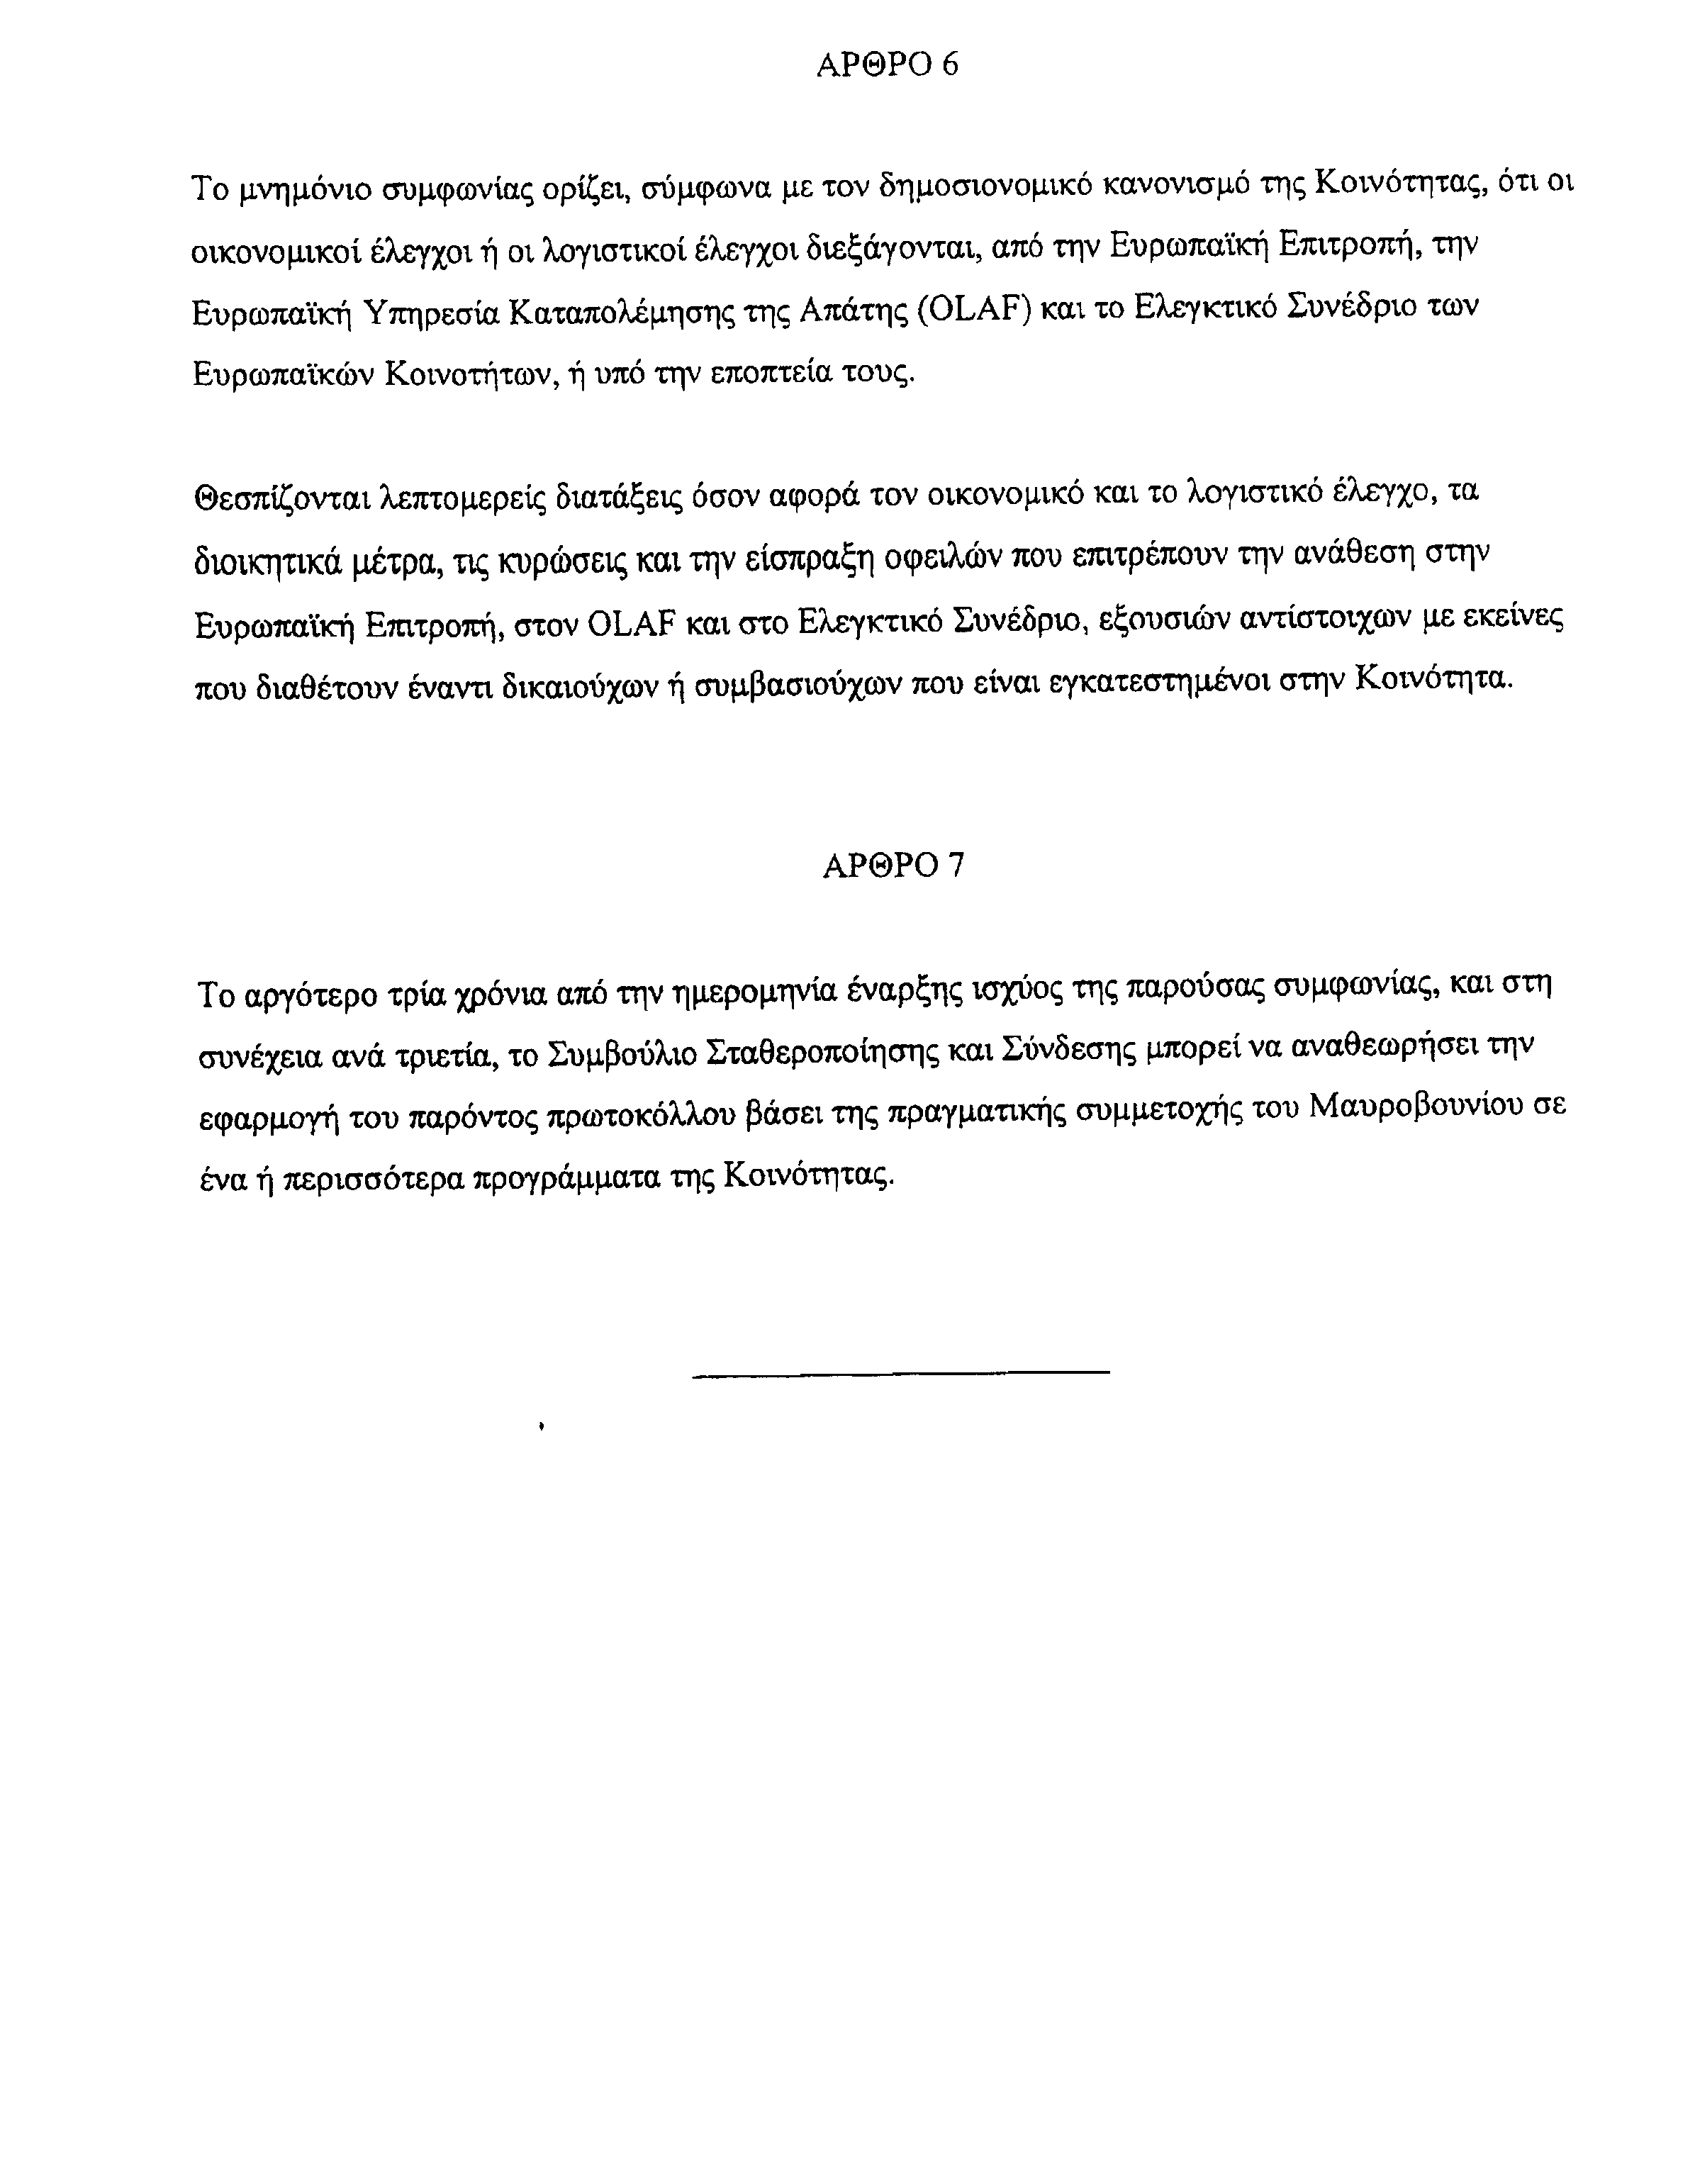 ΑΡΘΡΟ 6
Το μνημόνιο συμφωνίας ορίζει, σύμφωνα με τον δημοσιονομικό κανονισμό της Κοινότητας, ότι οι
οικονομικοί έλεγχοι ή οι λογιστικοί έλεγχοι διεξάγονται, από την Ευρωπαϊκή Επιτροπή, την
Ευρωπαϊκή Υπηρεσία Καταπολέμησης της Απάτης (OLAF) και το Ελεγκτικό Συνέδριο των
Ευρωπαϊκών Κοινοτήτων, ή υπό την εποπτεία τους.
Θεσπίζονται λεπτομερείς διατάξεις όσον αφορά τον οικονομικό και το λογιστικό έλεγχο, τα
διοικητικά μέτρα, τις κυρώσεις και την είσπραξη οφειλών που επιτρέπουν την ανάθεση στην
Ευρωπαϊκή Επιτροπή, στον OLAF και στο Ελεγκτικό Συνέδριο, εξουσιών αντίστοιχων με εκείνες
που διαθέτουν έναντι δικαιούχων ή συμβασιούχων που είναι εγκατεστημένοι στην Κοινότητα.
ΑΡΘΡΟ 7
Το αργότερο τρία χρόνια από την ημερομηνία έναρξης ισχύος της παρούσας συμφωνίας, και στη
συνέχεια ανά τριετία, το Συμβούλιο Σταθεροποίησης και Σύνδεσης μπορεί να αναθεωρήσει την
εφαρμογή του παρόντος πρωτοκόλλου βάσει της πραγματικής συμμετοχής του Μαυροβουνίου σε
ένα ή περισσότερα προγράμματα της Κοινότητας.